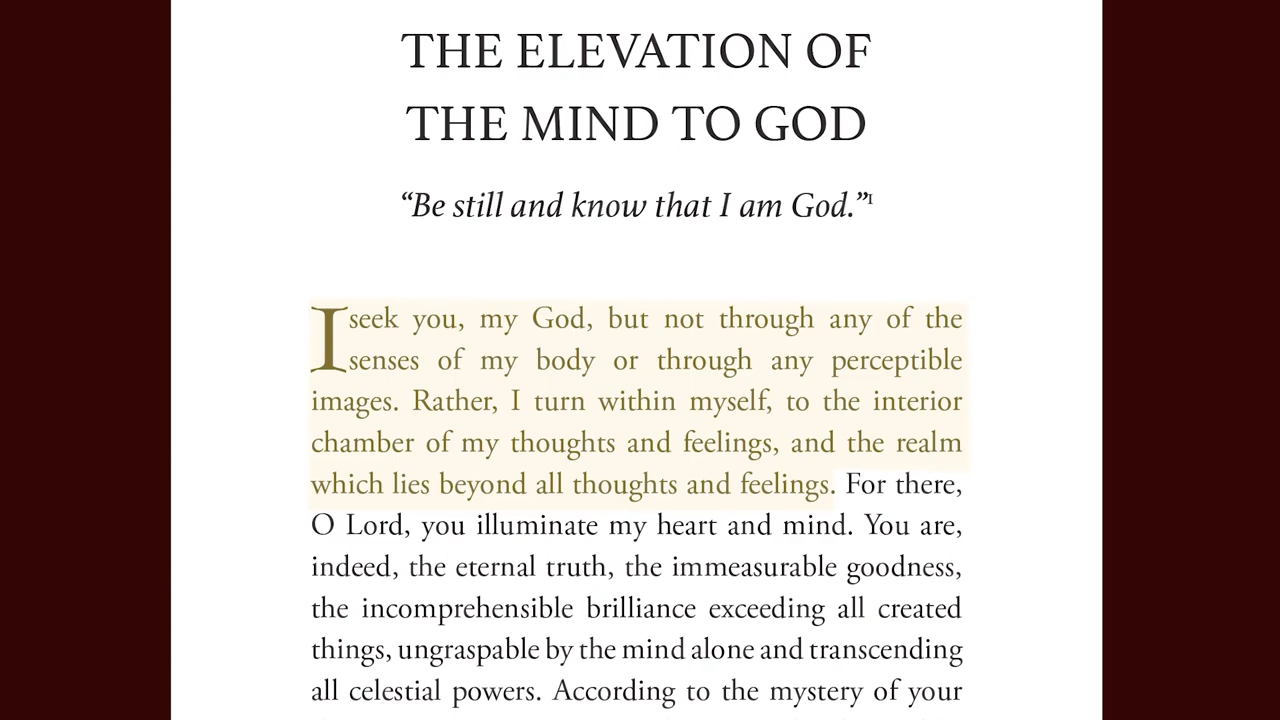 THE ELEVATION OF
THE MIND TO GOD
“Be still and know that I am God.”1
I seek you, my God, but not through any of the
senses of my body or through any perceptible
images. Rather, I turn within myself, to the interior
chamber of my thoughts and feelings, and the realm
which lies beyond all thoughts and feelings. For there,
O Lord, you illuminate my heart and mind. You are,
indeed, the eternal truth, the immeasurable goodness,
the incomprehensible brilliance exceeding all created
things, ungraspable by the mind alone and transcending
all celestial powers. According to the mystery of your